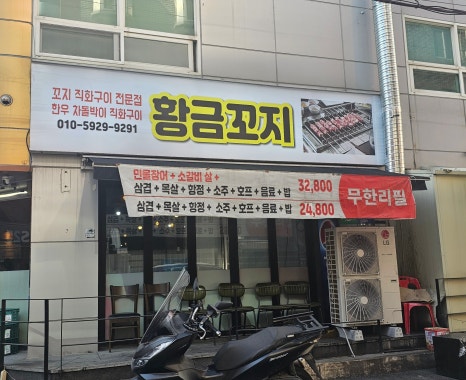 꼬지 직화구이 전문점
한우 차돌박이 직화구이
010-5929-9291
황금꼬지
민물장어 + 소갈비 살 +
삼겹 + 목살 + 항정 + 소주 + 호프 + 음료 + 밥 32,800
삼겹 + 목살 + 항정 + 소주 + 호프 + 음료 + 밥 24,800
무한리필
LG